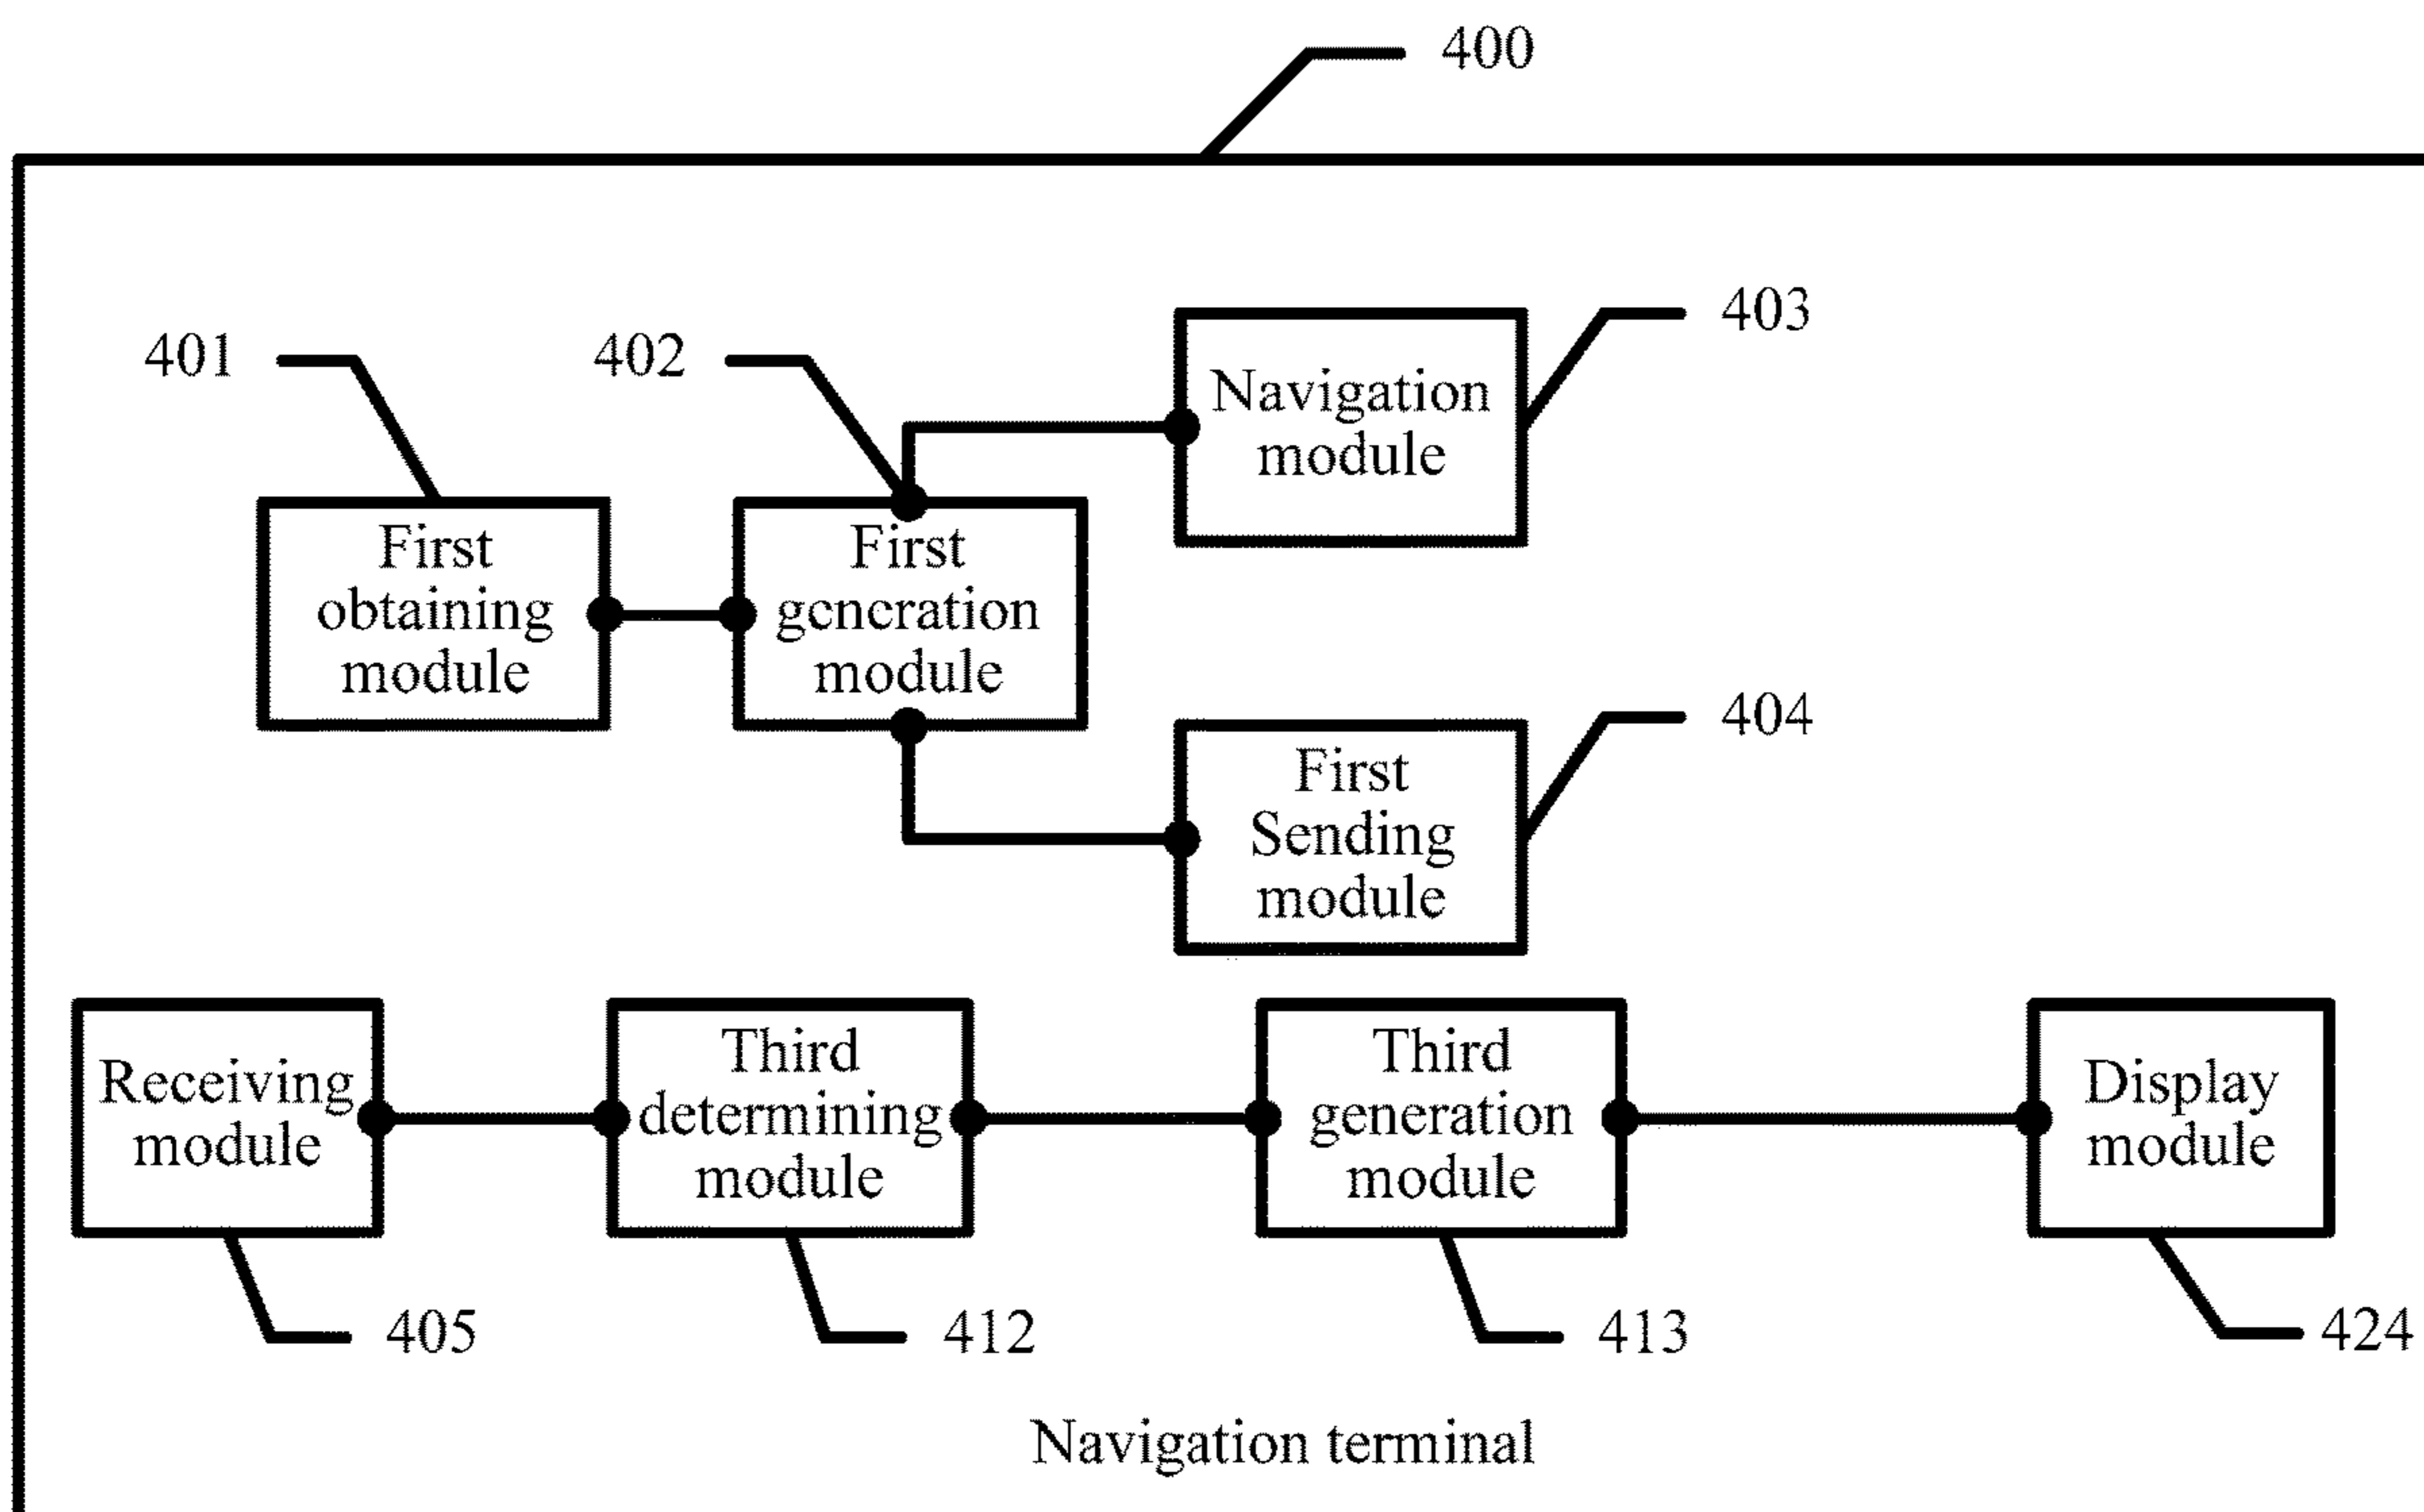 400
403
401
402
Navigation
module
First
obtaining
module
First
generation
module
404
First
Sending
module
Receiving
module
Third
determining
module
Third
generation
module
Display
module
405
412
413
424
Navigation terminal